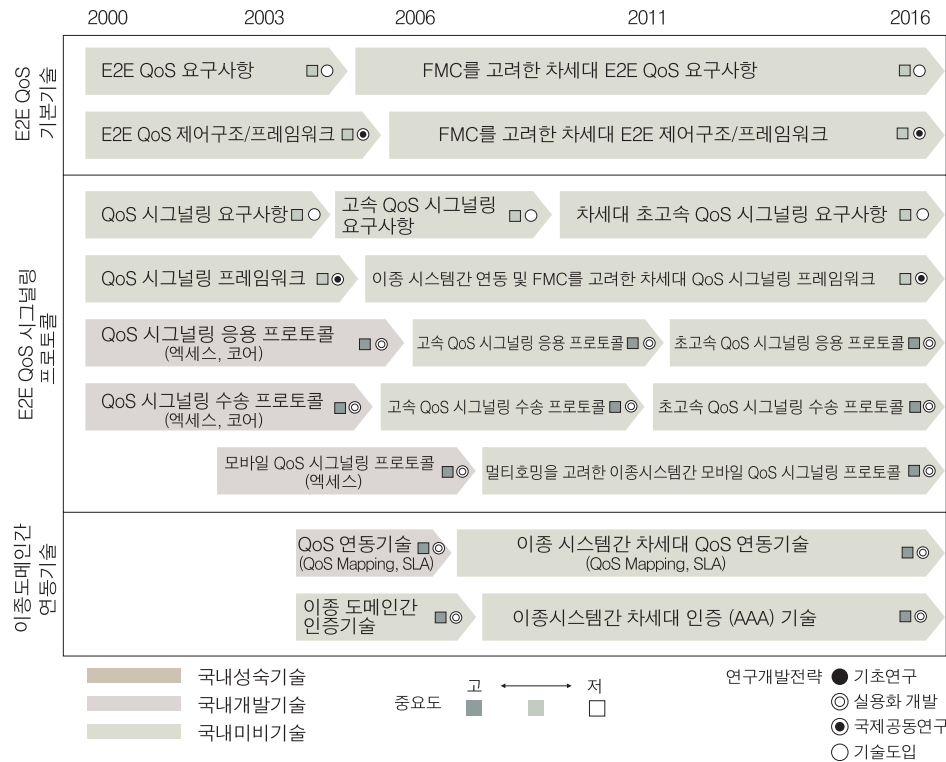 2000 2003 2006 2011 2016
E2E QoS
기본기술
E2E QoS 요구사항
FMC를 고려한 차세대 E2E QoS 요구사항
E2E QoS 제어구조/프레임워크
FMC를 고려한 차세대 E2E 제어구조/프레임워크
E2E QoS 시그널링
프로토콜
QoS 시그널링 요구사항
고속 QoS 시그널링
요구사항
차세대 초고속 QoS 시그널링 요구사항
QoS 시그널링 프레임워크
이종 시스템간 연동 및 FMC를 고려한 차세대 QoS 시그널링 프레임워크
QoS 시그널링 응용 프로토콜
(엑세스, 코어)
고속 QoS 시그널링 응용 프로토콜
초고속 QoS 시그널링 응용 프로토콜
QoS 시그널링 수송 프로토콜
(엑세스, 코어)
고속 QoS 시그널링 수송 프로토콜
초고속 QoS 시그널링 수송 프로토콜
모바일 QoS 시그널링 프로토콜
(엑세스)
멀티호밍을 고려한 이종시스템간 모바일 QoS 시그널링 프로토콜
이종도메인간
연동기술
QoS 연동기술
(QoS Mapping, SLA)
이종 시스템간 차세대 QoS 연동기술
(QoS Mapping, SLA)
이종 도메인간
인증기술
이종시스템간 차세대 인증 (AAA) 기술
국내성숙기술
국내개발기술
국내미비기술
중요도
고
저
연구개발전략
기초연구
실용화 개발
국제공동연구
기술도입